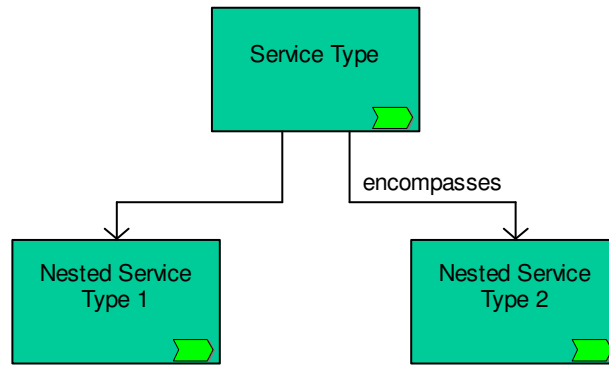 Service Type
encompasses
Nested Service
Type 1
Nested Service
Type 2